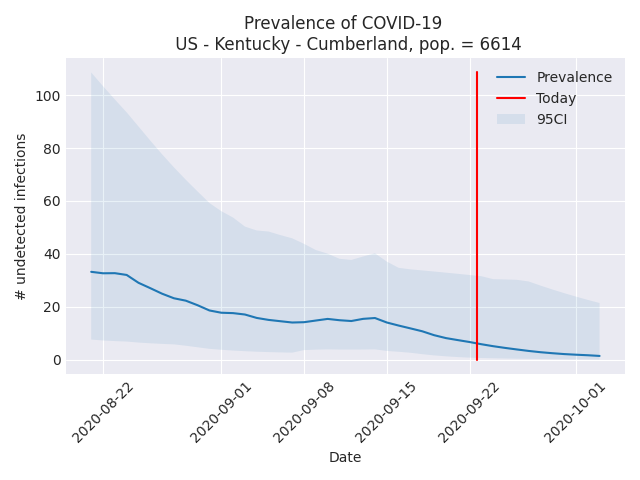 Prevalence of COVID-19
US - Kentucky - Cumberland, pop. = 6614
Prevalence
Today
95CI
100
80
60
40
20
0
# undetected infections
2020-08-22
2020-09-01
2020-09-08
2020-09-15
2020-09-22
2020-10-01
Date